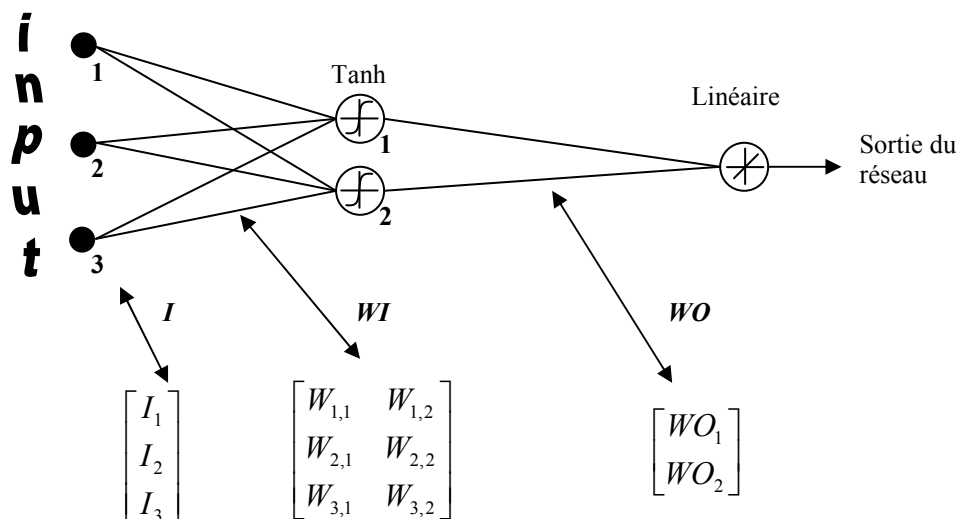 input
1
2
3
Tanh
1
2
Linéaire
Sortie du
réseau
I
WI
WO
I₁
I₂
I₃
W₁,₁ W₁,₂
W₂,₁ W₂,₂
W₃,₁ W₃,₂
WO₁
WO₂